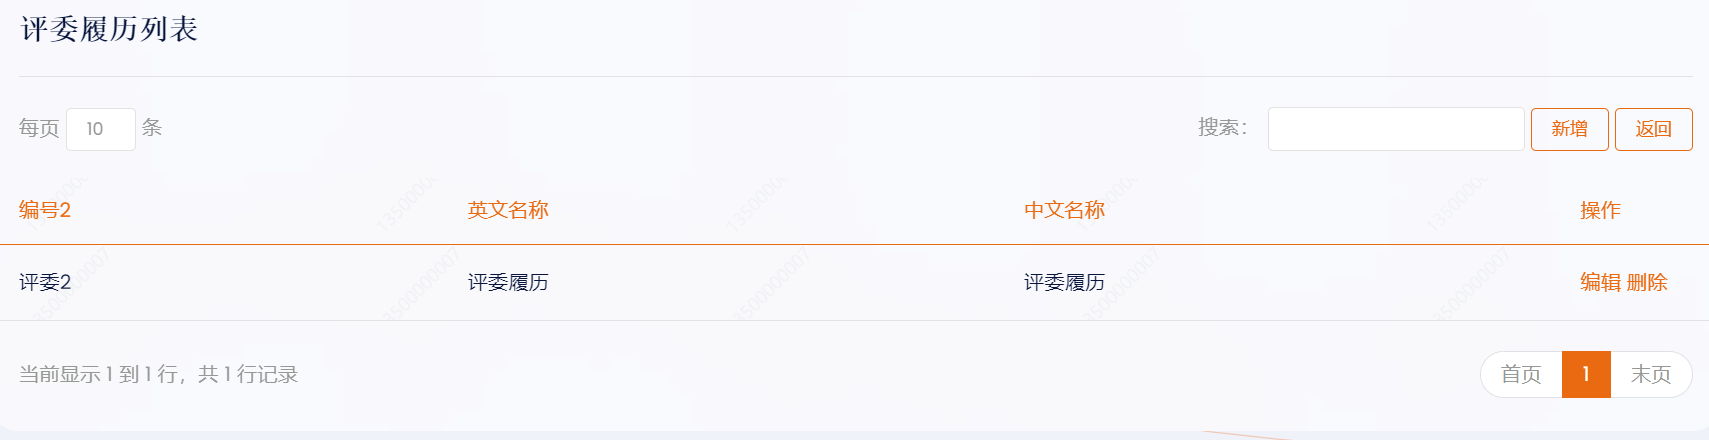 评委履历列表
每页 10 条 搜索： 新增 返回
编号2 英文名称 中文名称 操作
评委2 评委履历 评委履历 编辑 删除
当前显示 1 到 1 行，共 1 行记录 首页 1 末页